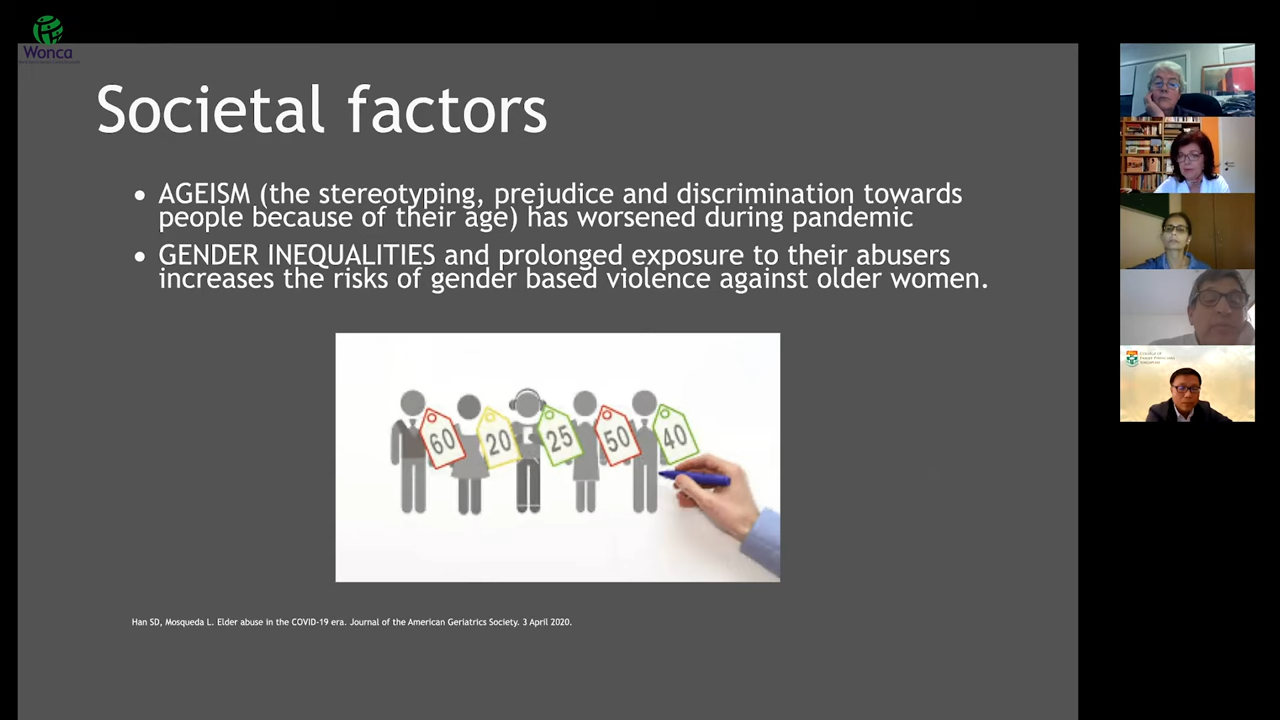 Wonca
Societal factors
• AGEISM (the stereotyping, prejudice and discrimination towards
people because of their age) has worsened during pandemic
• GENDER INEQUALITIES and prolonged exposure to their abusers
increases the risks of gender based violence against older women.
60 20 25 50 40
Han SD, Mosqueda L. Elder abuse in the COVID-19 era. Journal of the American Geriatrics Society. 3 April 2020.